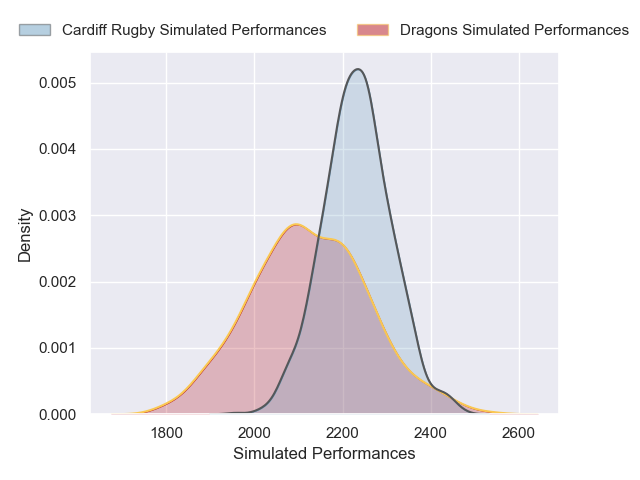 Cardiff Rugby Simulated Performances Dragons Simulated Performances
0.005
0.004
0.003
0.002
0.001
0.000
Density
1800 2000 2200 2400 2600
Simulated Performances